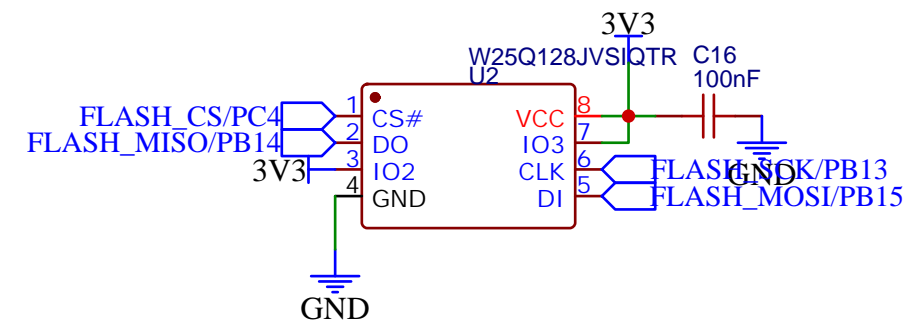 3V3
W25Q128JVSIQTR
U2
C16
100nF
FLASH_CS/PC4 1 CS# VCC 8
FLASH_MISO/PB14 2 DO IO3 7
3V3 3 IO2 CLK 6 FLASH_SCK/PB13
4 GND DI 5 FLASH_MOSI/PB15
GND
GND